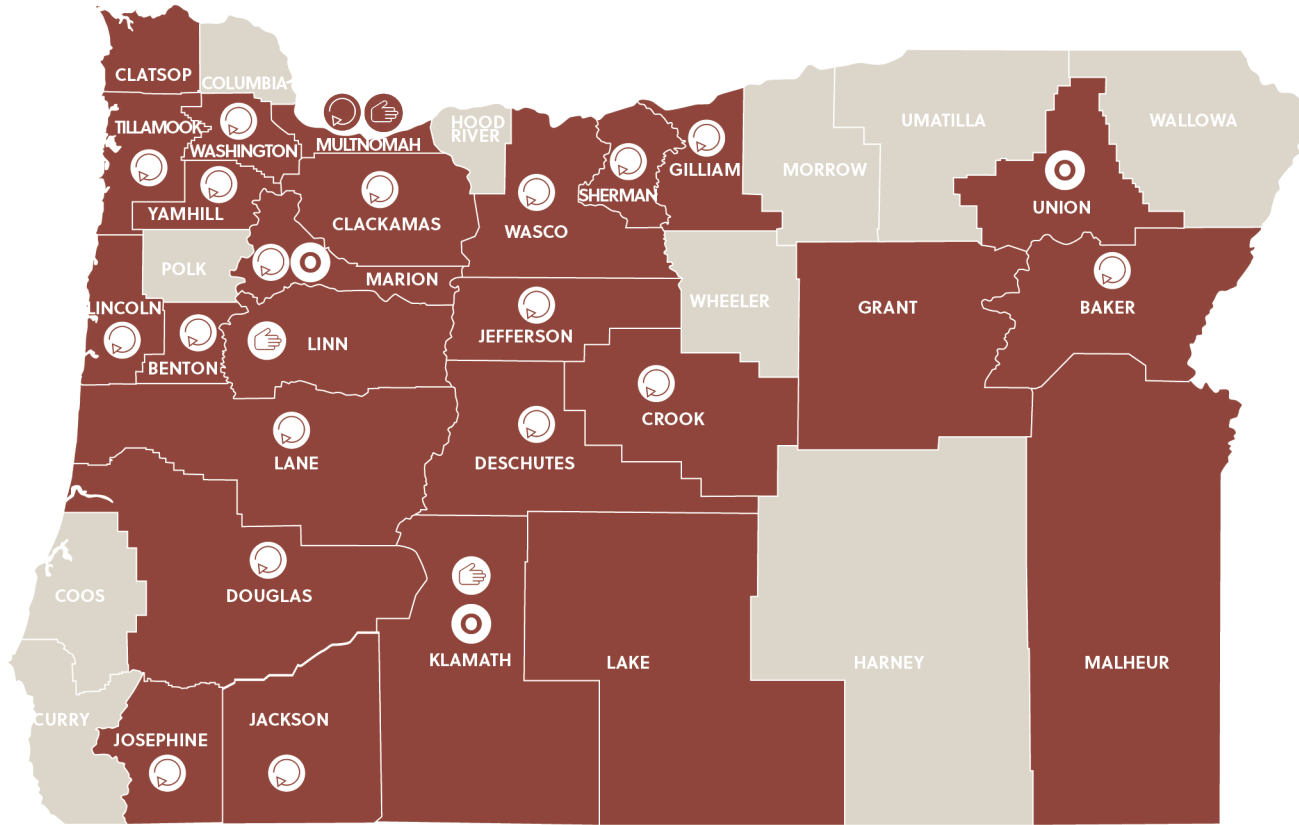 CLATSOP
COLUMBIA
TILLAMOOK
WASHINGTON
MULTNOMAH
HOOD
RIVER
UMATILLA
WALLOWA
YAMHILL
CLACKAMAS
WASCO
SHERMAN
GILLIAM
MORROW
UNION
POLK
MARION
LINCOLN
BENTON
LINN
JEFFERSON
WHEELER
GRANT
BAKER
LANE
DESCHUTES
CROOK
COOS
DOUGLAS
KLAMATH
LAKE
HARNEY
MALHEUR
CURRY
JOSEPHINE
JACKSON